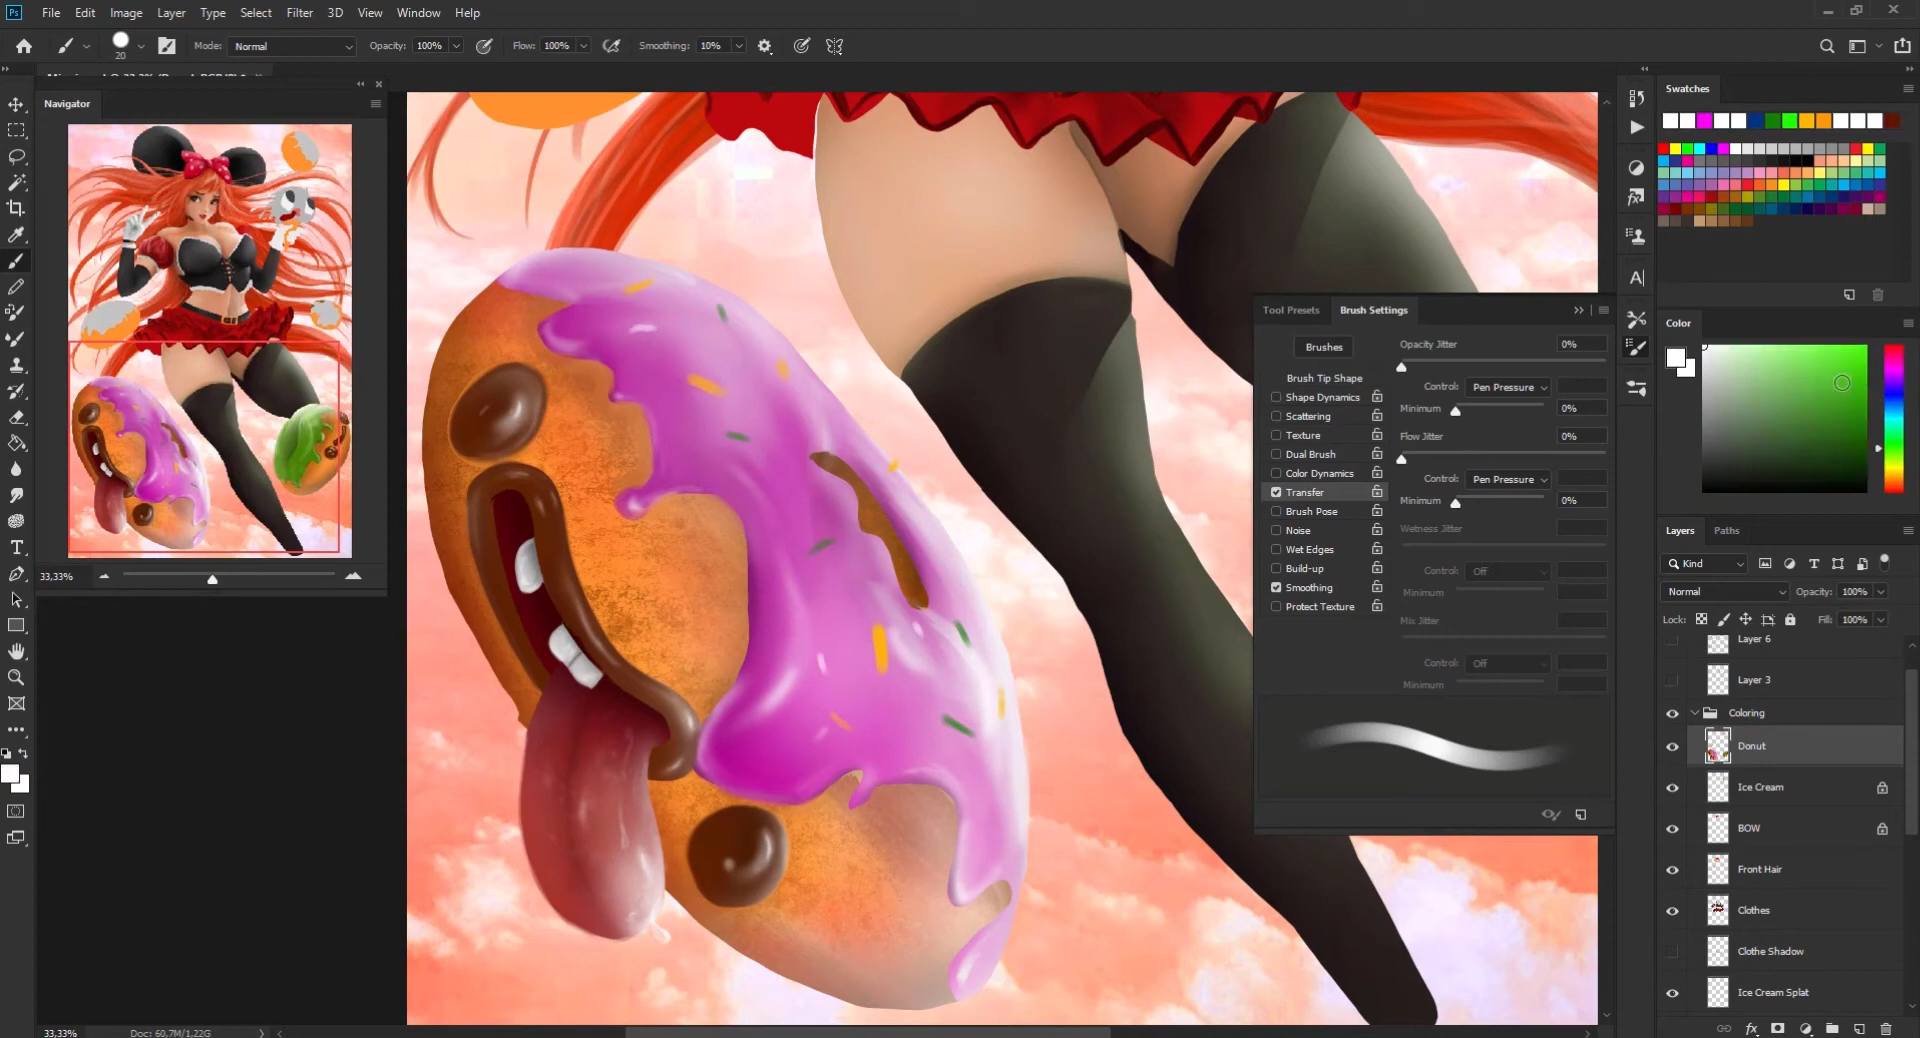 Ps File Edit Image Layer Type Select Filter 3D View Window Help
20 Mode: Normal Opacity: 100% Flow: 100% Smoothing: 10%
Navigator
33,33%
Tool Presets Brush Settings
Brushes
Brush Tip Shape
Shape Dynamics
Scattering
Texture
Dual Brush
Color Dynamics
Transfer
Brush Pose
Noise
Wet Edges
Build-up
Smoothing
Protect Texture
Opacity Jitter 0%
Control: Pen Pressure
Minimum 0%
Flow Jitter 0%
Control: Pen Pressure
Minimum 0%
Wetness Jitter
Control: Off
Minimum
Mix Jitter
Control: Off
Minimum
Swatches
Color
Layers Paths
Kind
Normal Opacity: 100%
Lock: Fill: 100%
Layer 6
Layer 3
Coloring
Donut
Ice Cream
BOW
Front Hair
Clothes
Clothe Shadow
Ice Cream Splat
33,33% Doc: 60,7M/1,22G